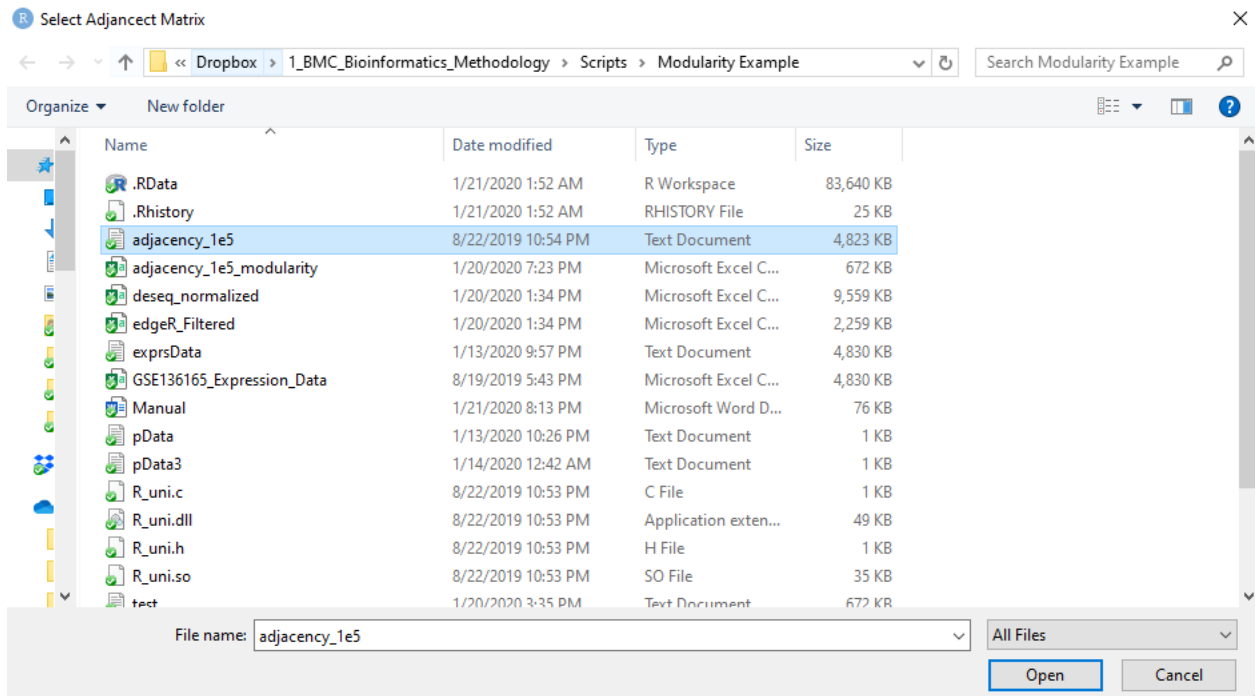 R Select Adjancect Matrix
« Dropbox > 1_BMC_Bioinformatics_Methodology > Scripts > Modularity Example Search Modularity Example
Organize New folder ?
Name Date modified Type Size
.RData 1/21/2020 1:52 AM R Workspace 83,640 KB
.Rhistory 1/21/2020 1:52 AM RHISTORY File 25 KB
adjacency_1e5 8/22/2019 10:54 PM Text Document 4,823 KB
adjacency_1e5_modularity 1/20/2020 7:23 PM Microsoft Excel C... 672 KB
deseq_normalized 1/20/2020 1:34 PM Microsoft Excel C... 9,559 KB
edgeR_Filtered 1/20/2020 1:34 PM Microsoft Excel C... 2,259 KB
exprsData 1/13/2020 9:57 PM Text Document 4,830 KB
GSE136165_Expression_Data 8/19/2019 5:43 PM Microsoft Excel C... 4,830 KB
Manual 1/21/2020 8:13 PM Microsoft Word D... 76 KB
pData 1/13/2020 10:26 PM Text Document 1 KB
pData3 1/14/2020 12:42 AM Text Document 1 KB
R_uni.c 8/22/2019 10:53 PM C File 1 KB
R_uni.dll 8/22/2019 10:53 PM Application exten... 49 KB
R_uni.h 8/22/2019 10:53 PM H File 1 KB
R_uni.so 8/22/2019 10:53 PM SO File 35 KB
test 1/20/2020 3:35 PM Text Document 672 KB
File name: adjacency_1e5 All Files
Open Cancel